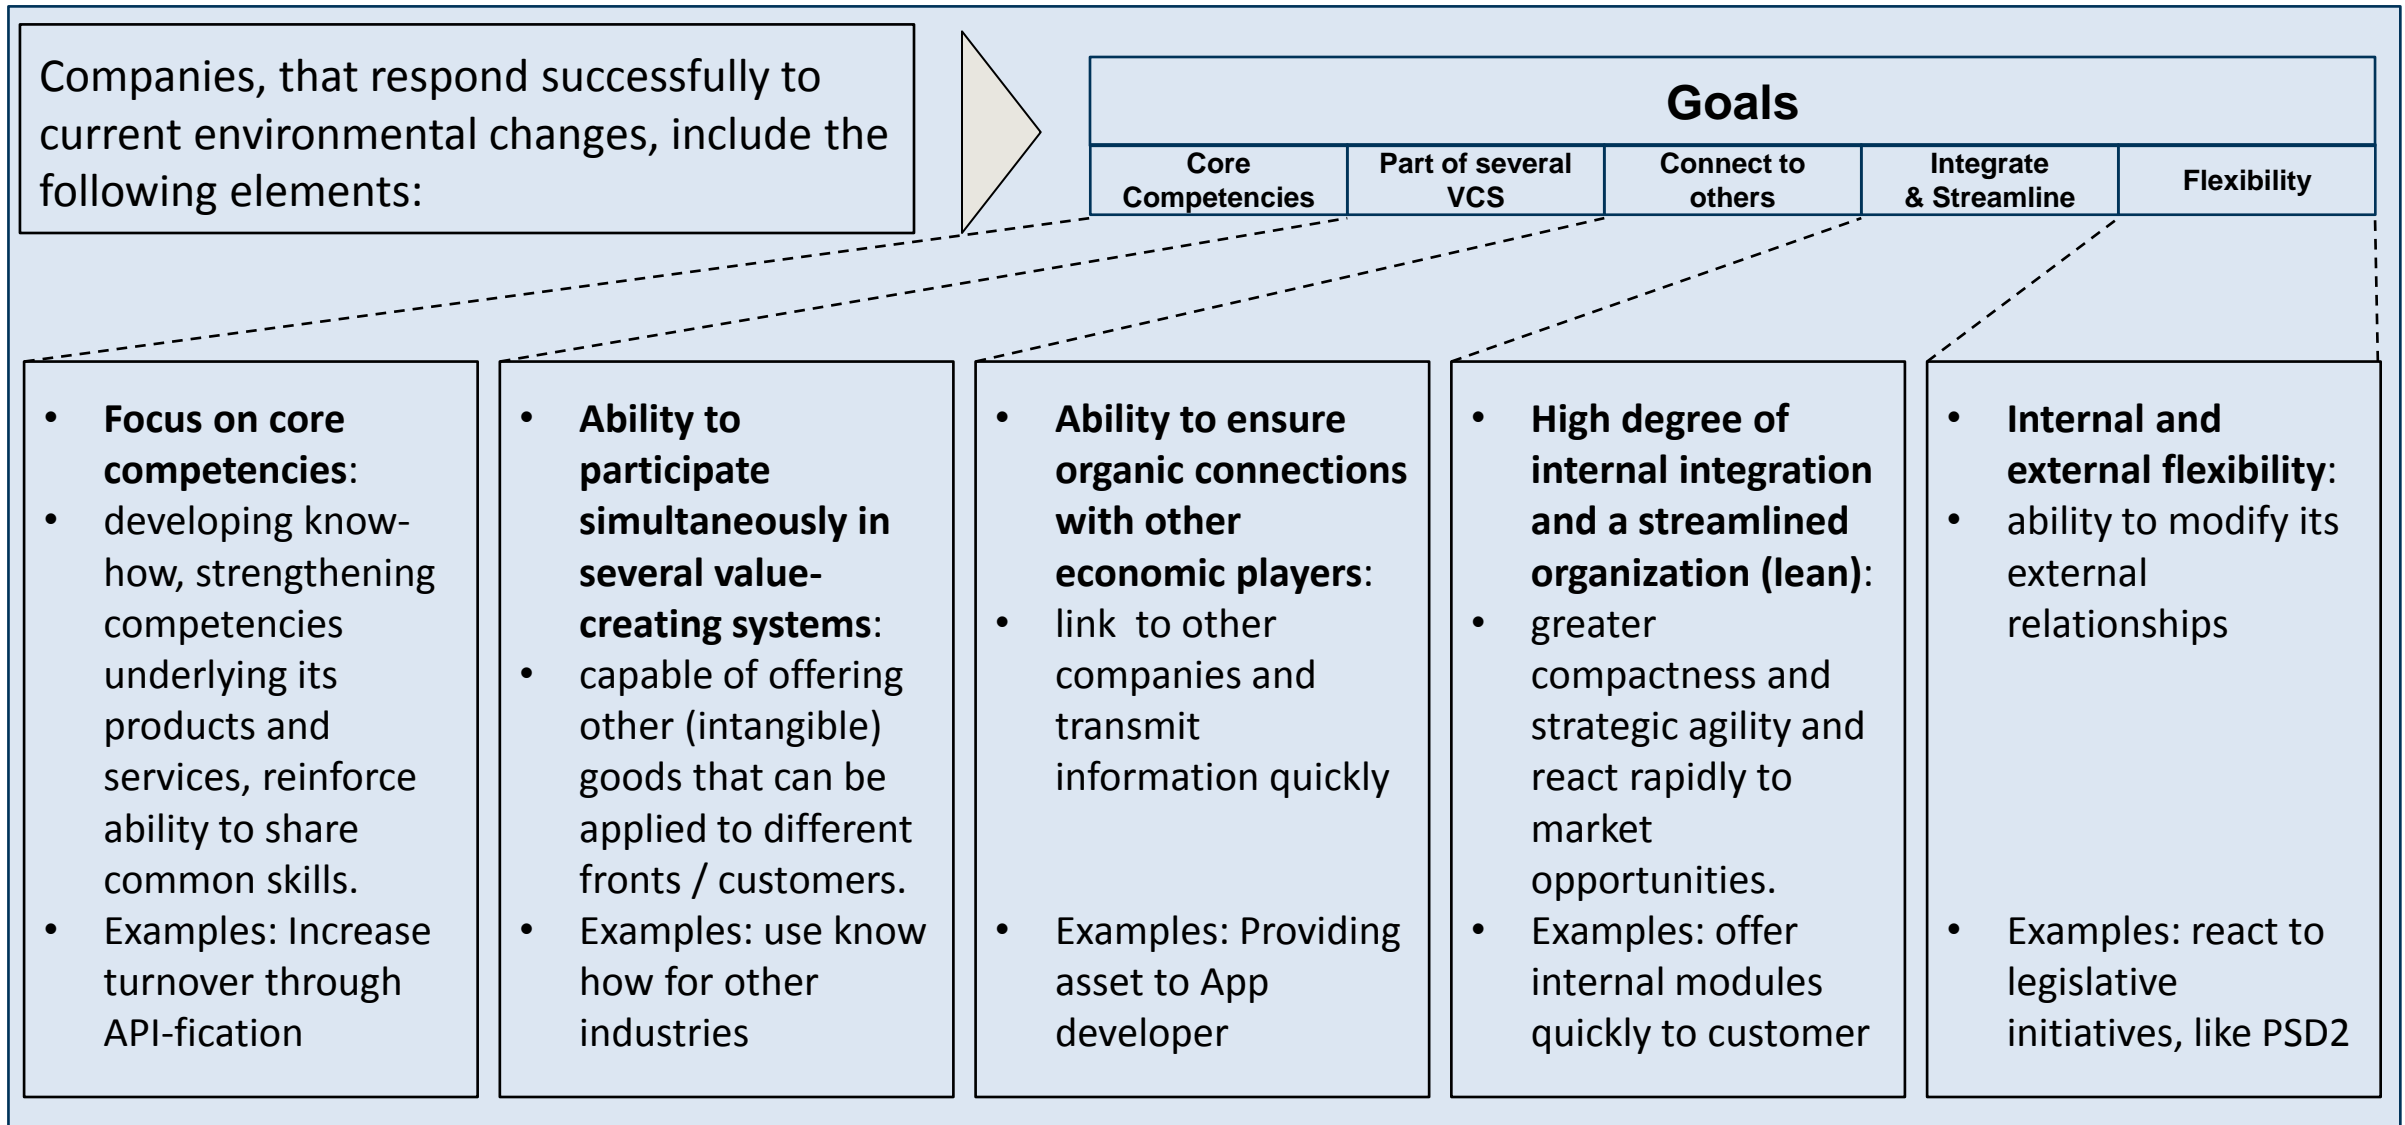 Companies, that respond successfully to
current environmental changes, include the
following elements:
Goals
Core
Competencies
Part of several
VCS
Connect to
others
Integrate
& Streamline
Flexibility
• Focus on core
competencies:
• developing know-
how, strengthening
competencies
underlying its
products and
services, reinforce
ability to share
common skills.
• Examples: Increase
turnover through
API-fication
• Ability to
participate
simultaneously in
several value-
creating systems:
• capable of offering
other (intangible)
goods that can be
applied to different
fronts / customers.
• Examples: use know
how for other
industries
• Ability to ensure
organic connections
with other
economic players:
• link  to other
companies and
transmit
information quickly
• Examples: Providing
asset to App
developer
• High degree of
internal integration
and a streamlined
organization (lean):
• greater
compactness and
strategic agility and
react rapidly to
market
opportunities.
• Examples: offer
internal modules
quickly to customer
• Internal and
external flexibility:
• ability to modify its
external
relationships
• Examples: react to
legislative
initiatives, like PSD2